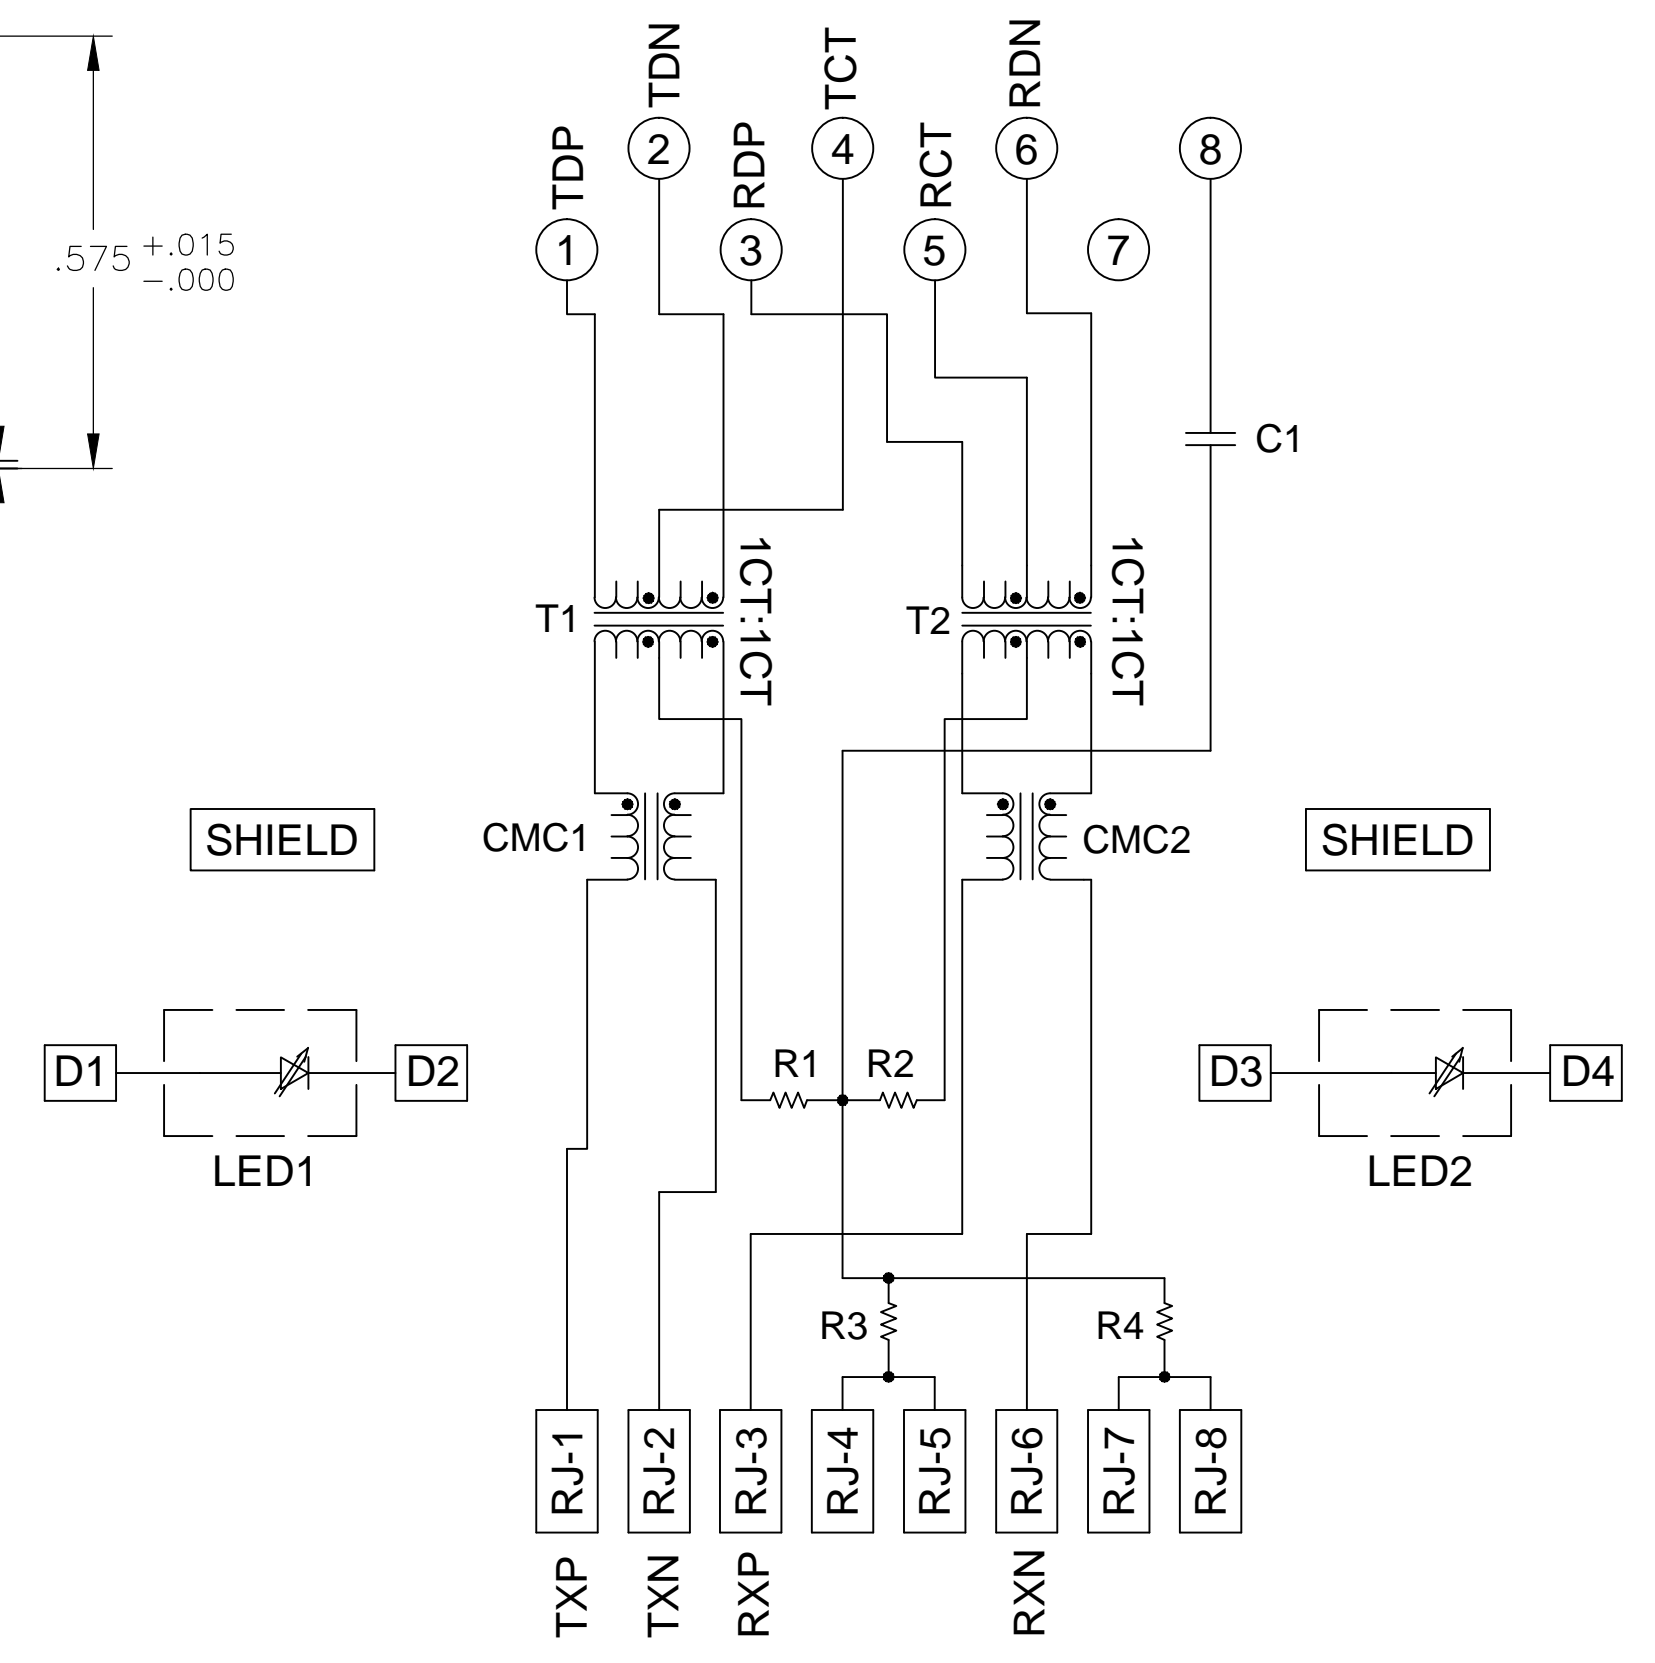 TDN
TCT
RDN
TDP
2
RDP
4
RCT
6
8
1
3
5
7
.575 +.015
-.000
C1
1CT:1CT
1CT:1CT
T1
T2
SHIELD
CMC1
CMC2
SHIELD
D1
D2
R1
R2
D3
D4
LED1
LED2
R3
R4
RJ-1
RJ-2
RJ-3
RJ-4
RJ-5
RJ-6
RJ-7
RJ-8
TXP
TXN
RXP
RXN